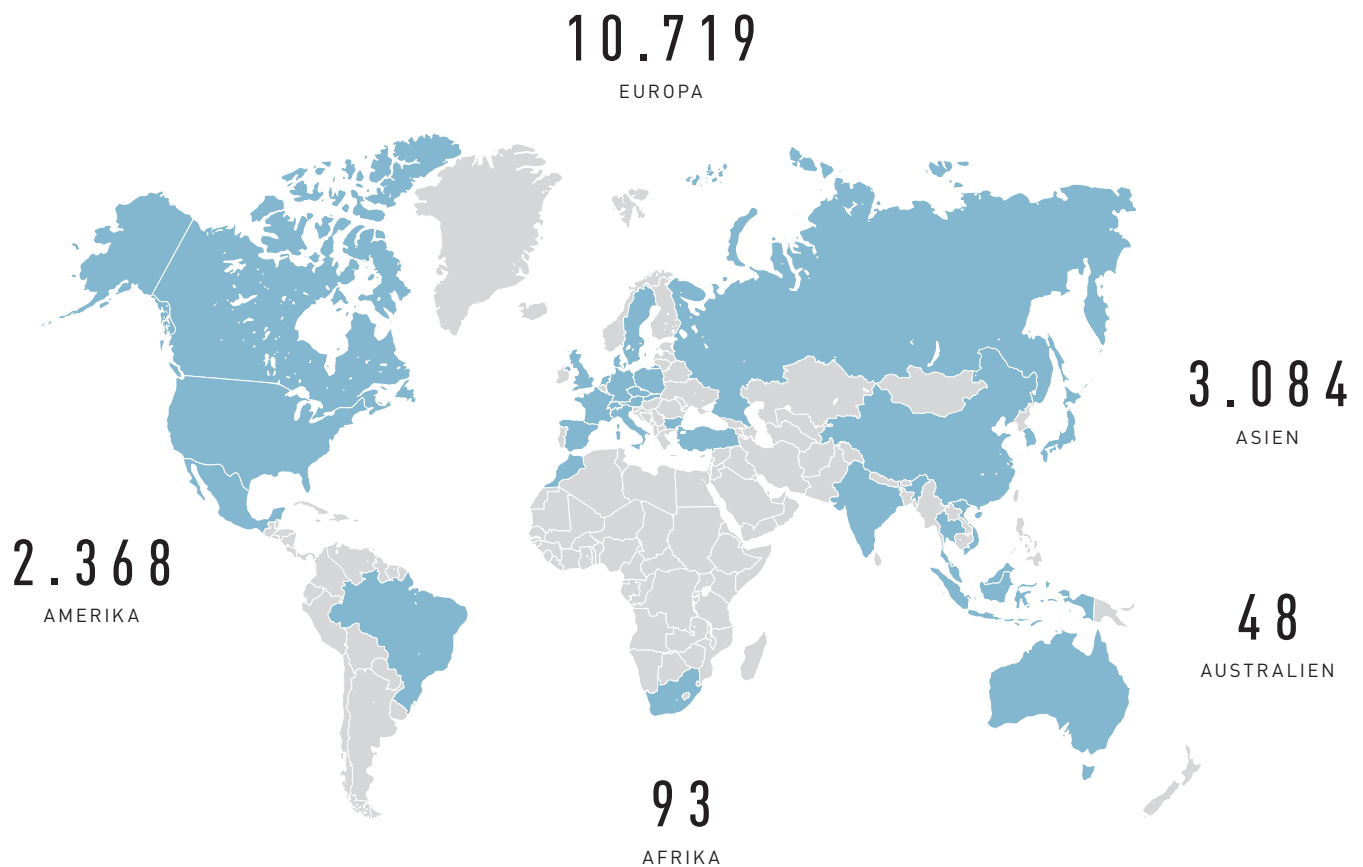 10.719
EUROPA
3.084
ASIEN
2.368
AMERIKA
48
AUSTRALIEN
93
AFRIKA